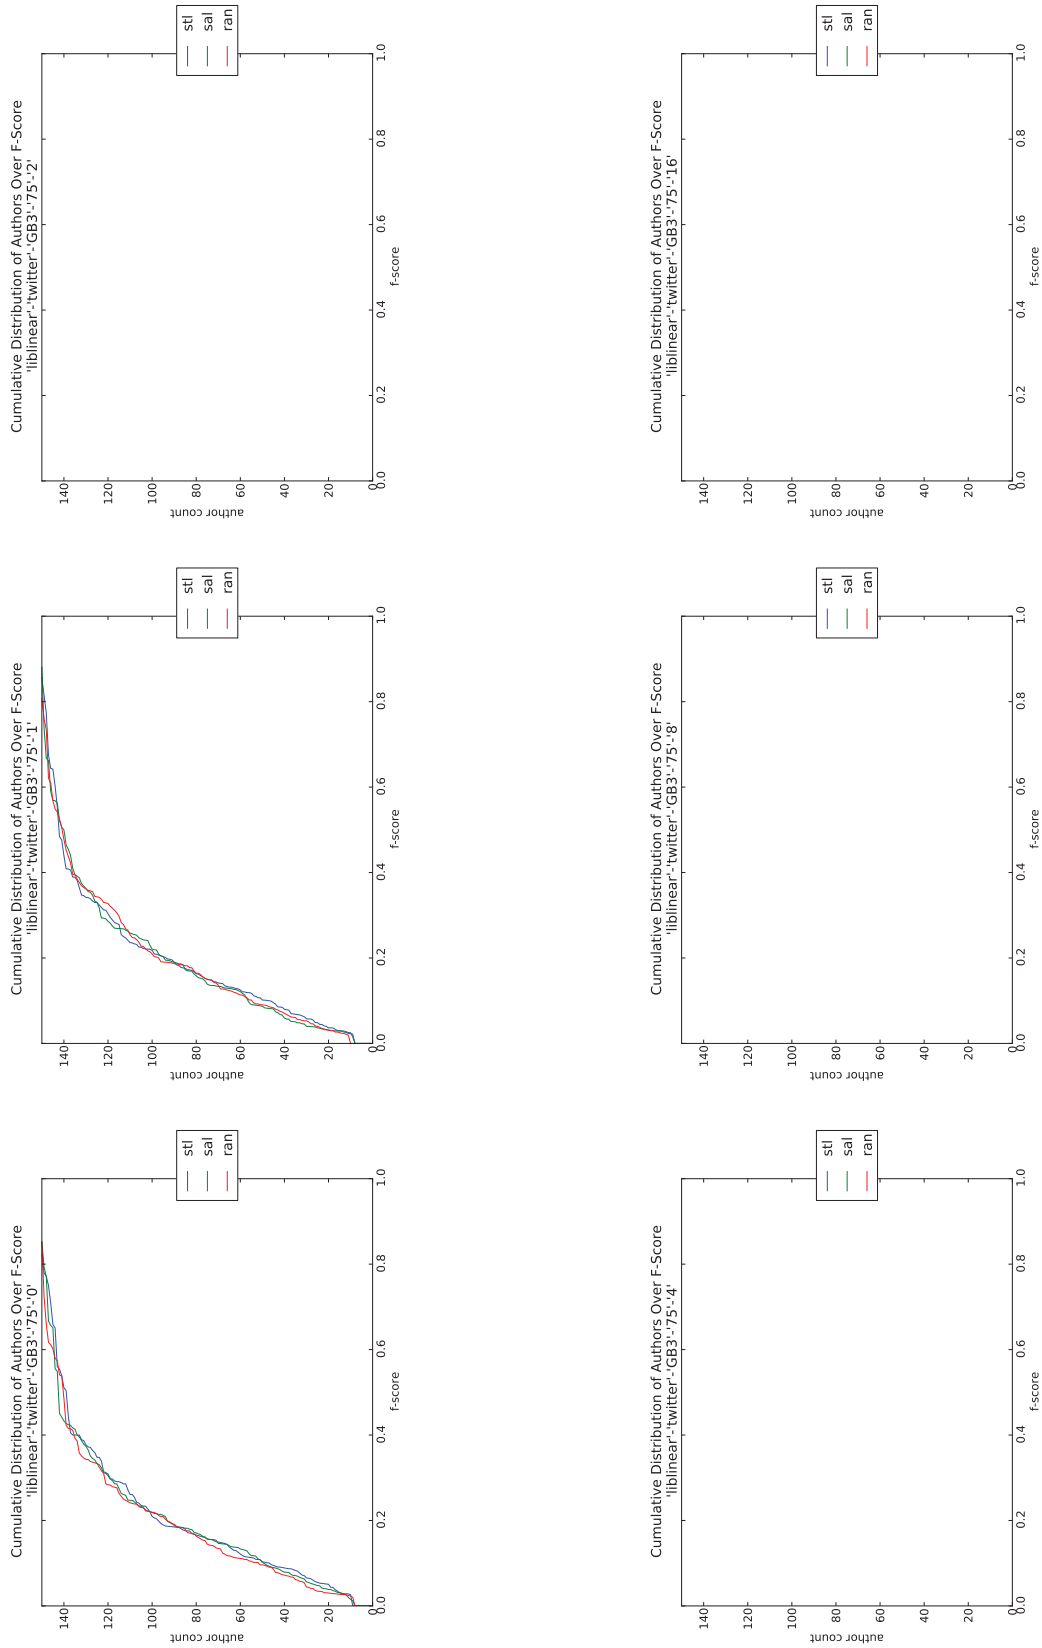 Cumulative Distribution of Authors Over F-Score
'liblinear'-'twitter'-'GB3'-'75'-'0'
author count
140
120
100
80
60
40
20
0
0.0 0.2 0.4 0.6 0.8 1.0
f-score
stl
sal
ran
Cumulative Distribution of Authors Over F-Score
'liblinear'-'twitter'-'GB3'-'75'-'1'
author count
140
120
100
80
60
40
20
0
0.0 0.2 0.4 0.6 0.8 1.0
f-score
stl
sal
ran
Cumulative Distribution of Authors Over F-Score
'liblinear'-'twitter'-'GB3'-'75'-'2'
author count
140
120
100
80
60
40
20
0
0.0 0.2 0.4 0.6 0.8 1.0
f-score
stl
sal
ran
Cumulative Distribution of Authors Over F-Score
'liblinear'-'twitter'-'GB3'-'75'-'4'
author count
140
120
100
80
60
40
20
0
0.0 0.2 0.4 0.6 0.8 1.0
f-score
stl
sal
ran
Cumulative Distribution of Authors Over F-Score
'liblinear'-'twitter'-'GB3'-'75'-'8'
author count
140
120
100
80
60
40
20
0
0.0 0.2 0.4 0.6 0.8 1.0
f-score
stl
sal
ran
Cumulative Distribution of Authors Over F-Score
'liblinear'-'twitter'-'GB3'-'75'-'16'
author count
140
120
100
80
60
40
20
0
0.0 0.2 0.4 0.6 0.8 1.0
f-score
stl
sal
ran